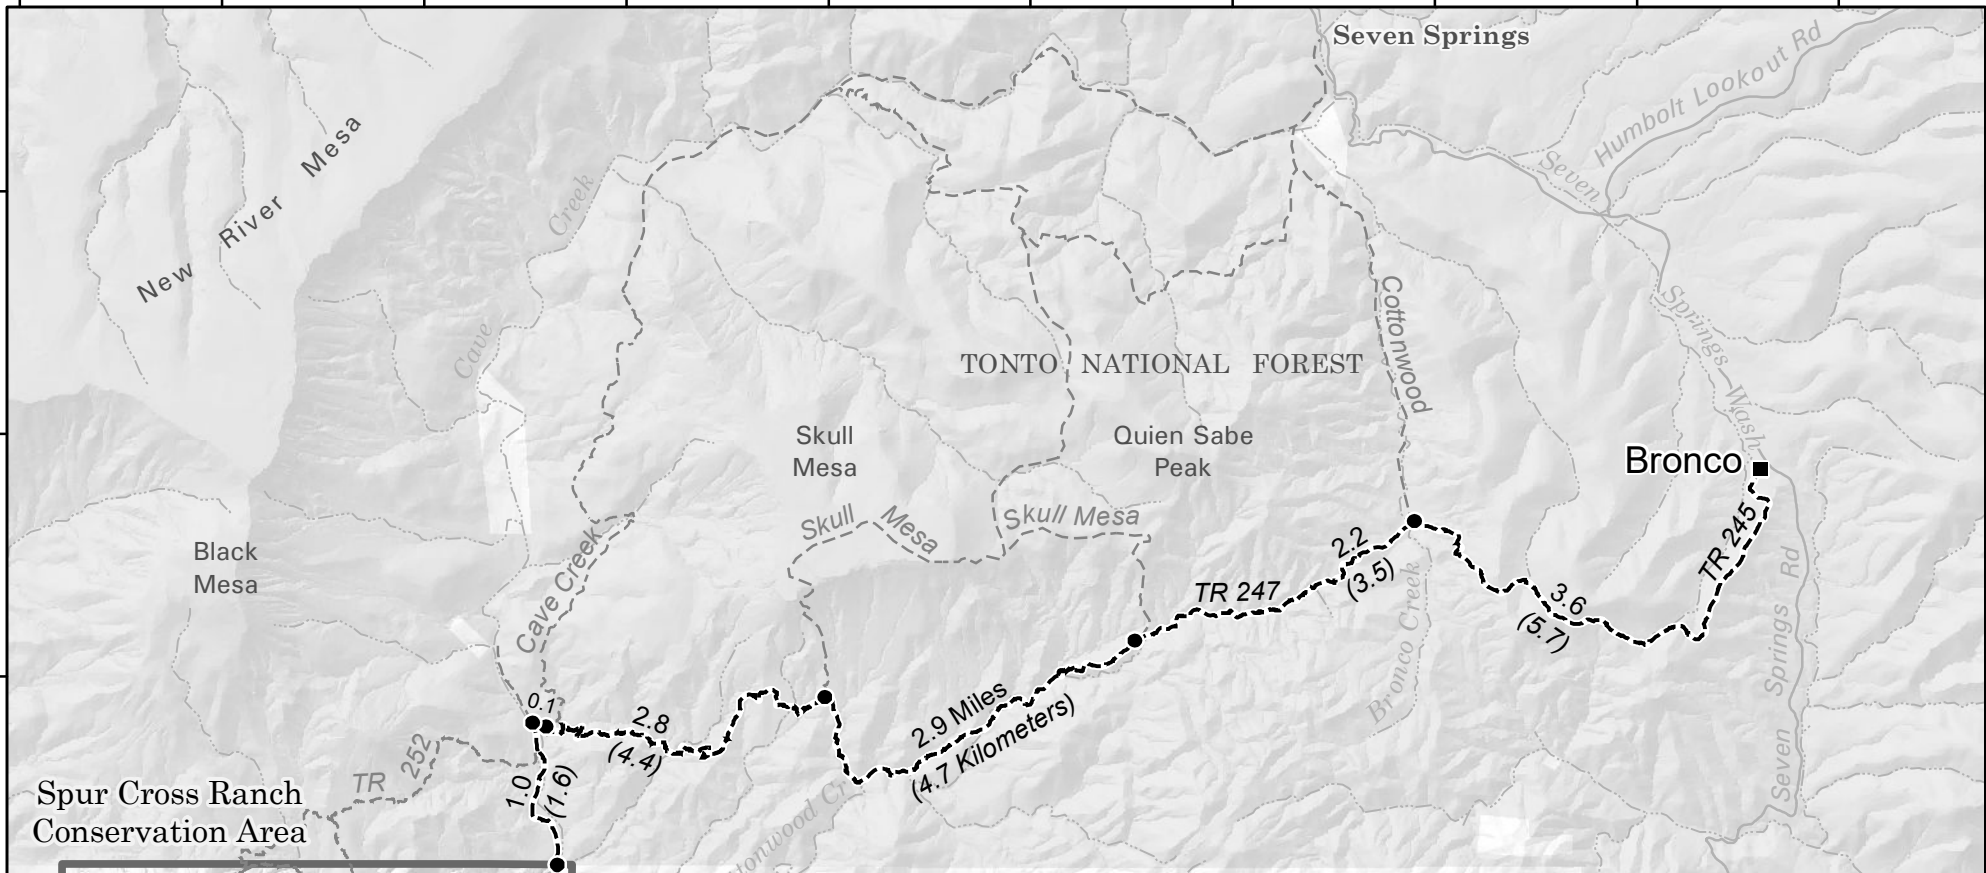 Seven Springs
Humbolt Lookout Rd
New River Mesa
Cave Creek
Seven Springs Wash
Cottonwood
TONTO NATIONAL FOREST
Skull
Mesa
Quien Sabe
Peak
Bronco
Skull Mesa
Skull Mesa
Black
Mesa
Cave Creek
2.2
(3.5)
TR 247
TR 245
3.6
(5.7)
Bronco Creek
Seven Springs Rd
0.1
2.8
(4.4)
2.9 Miles
(4.7 Kilometers)
TR 252
1.0
(1.6)
Spur Cross Ranch
Conservation Area
tonwood Cr